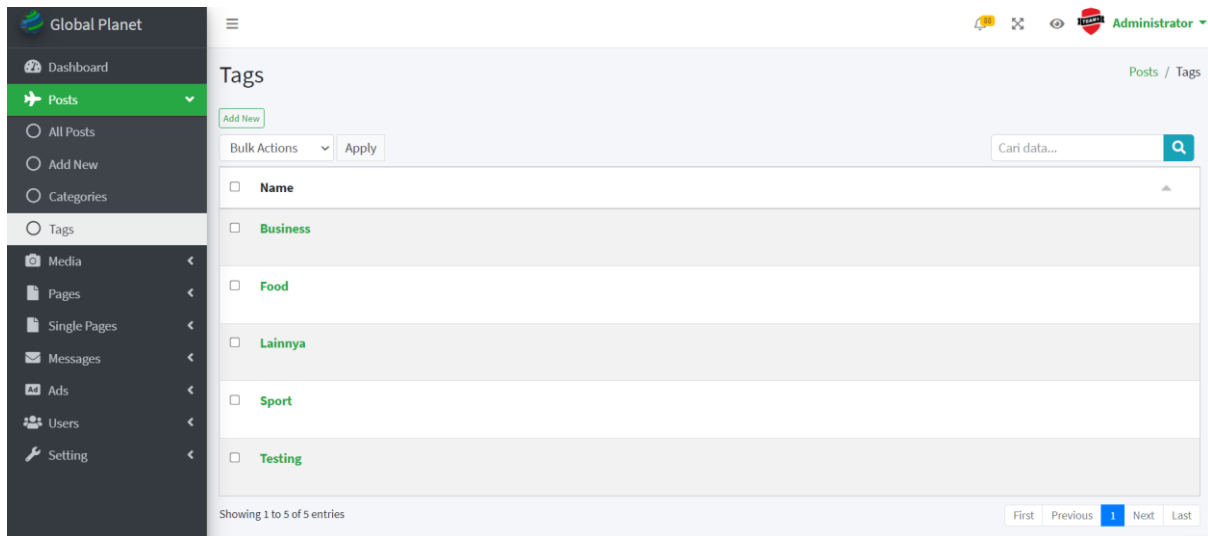 Global Planet
Administrator
Dashboard
Posts
All Posts
Add New
Categories
Tags
Media
Pages
Single Pages
Messages
Ads
Users
Setting
Tags
Posts / Tags
Add New
Bulk Actions
Apply
Cari data...
Name
Business
Food
Lainnya
Sport
Testing
Showing 1 to 5 of 5 entries
First Previous 1 Next Last